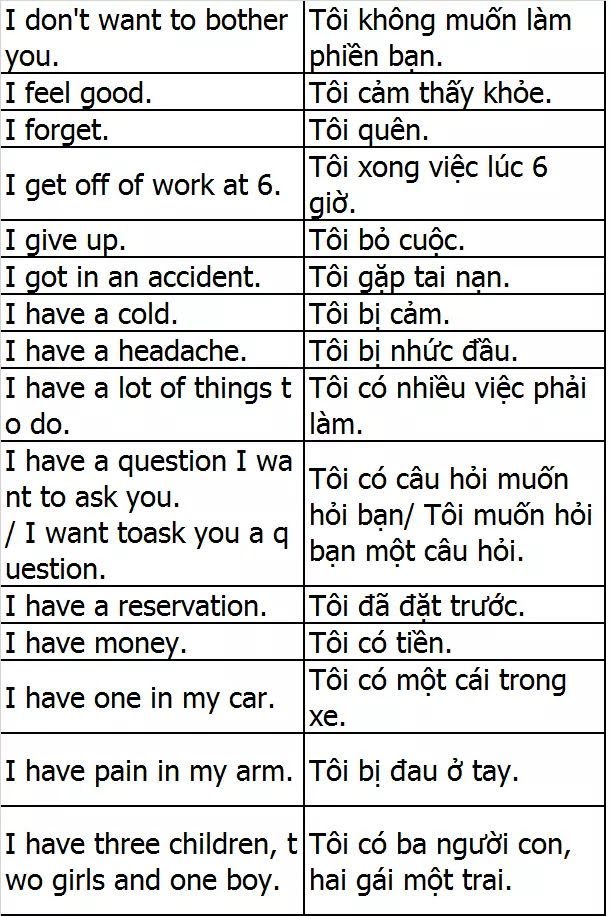 I don't want to bother
you.
Tôi không muốn làm
phiền bạn.
I feel good.
Tôi cảm thấy khỏe.
I forget.
Tôi quên.
I get off of work at 6.
Tôi xong việc lúc 6
giờ.
I give up.
Tôi bỏ cuộc.
I got in an accident.
Tôi gặp tai nạn.
I have a cold.
Tôi bị cảm.
I have a headache.
Tôi bị nhức đầu.
I have a lot of things t
o do.
Tôi có nhiều việc phải
làm.
I have a question I wa
nt to ask you.
/ I want toask you a q
uestion.
Tôi có câu hỏi muốn
hỏi bạn/ Tôi muốn hỏi
bạn một câu hỏi.
I have a reservation.
Tôi đã đặt trước.
I have money.
Tôi có tiền.
I have one in my car.
Tôi có một cái trong
xe.
I have pain in my arm.
Tôi bị đau ở tay.
I have three children, t
wo girls and one boy.
Tôi có ba người con,
hai gái một trai.